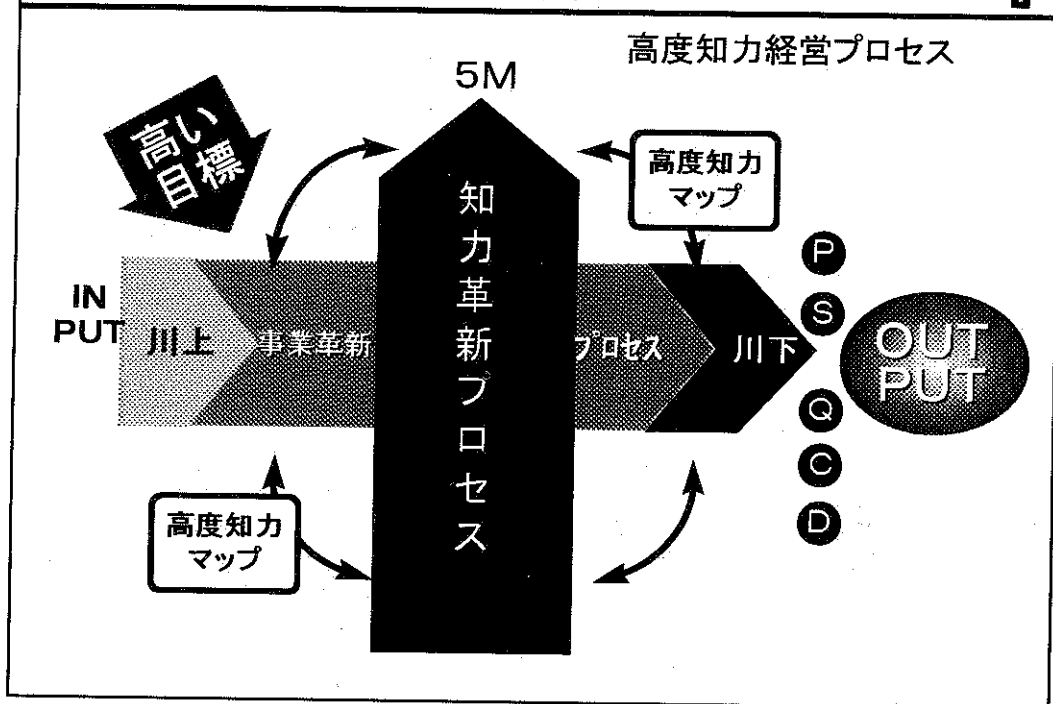 高度知力経営プロセス
5M
高い
目標
高度知力
マップ
知力革新プロセス
IN
PUT
川上
事業革新
プロセス
川下
P
S
Q
C
D
OUT
PUT
高度知力
マップ